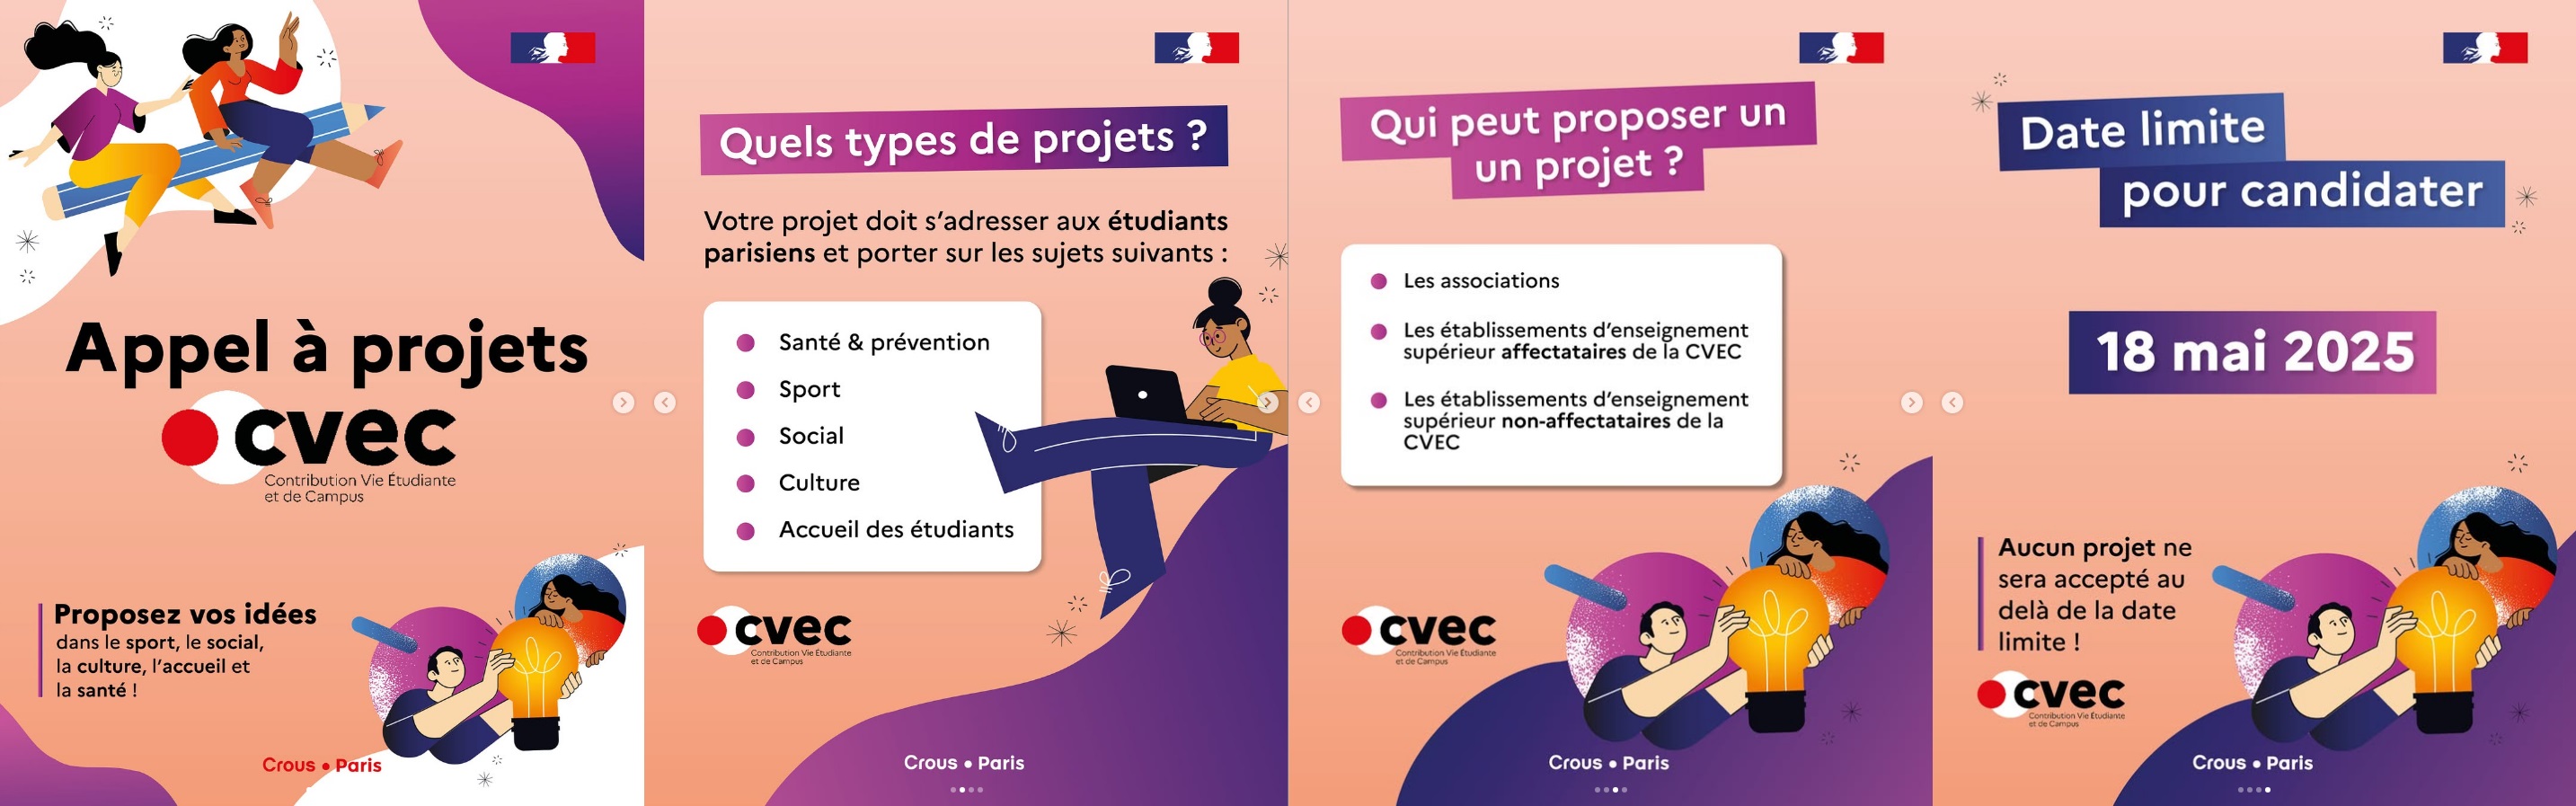 Appel à projets
cvec
Contribution Vie Étudiante
et de Campus
Proposez vos idées
dans le sport, le social,
la culture, l'accueil et
la santé !
Crous • Paris
Quels types de projets ?
Votre projet doit s'adresser aux étudiants
parisiens et porter sur les sujets suivants :
Santé & prévention
Sport
Social
Culture
Accueil des étudiants
cvec
Contribution Vie Étudiante
et de Campus
Crous • Paris
Qui peut proposer un
un projet ?
Les associations
Les établissements d'enseignement
supérieur affectataires de la CVEC
Les établissements d'enseignement
supérieur non-affectataires de la
CVEC
cvec
Contribution Vie Étudiante
et de Campus
Crous • Paris
Date limite
pour candidater
18 mai 2025
Aucun projet ne
sera accepté au
delà de la date
limite !
cvec
Contribution Vie Étudiante
et de Campus
Crous • Paris